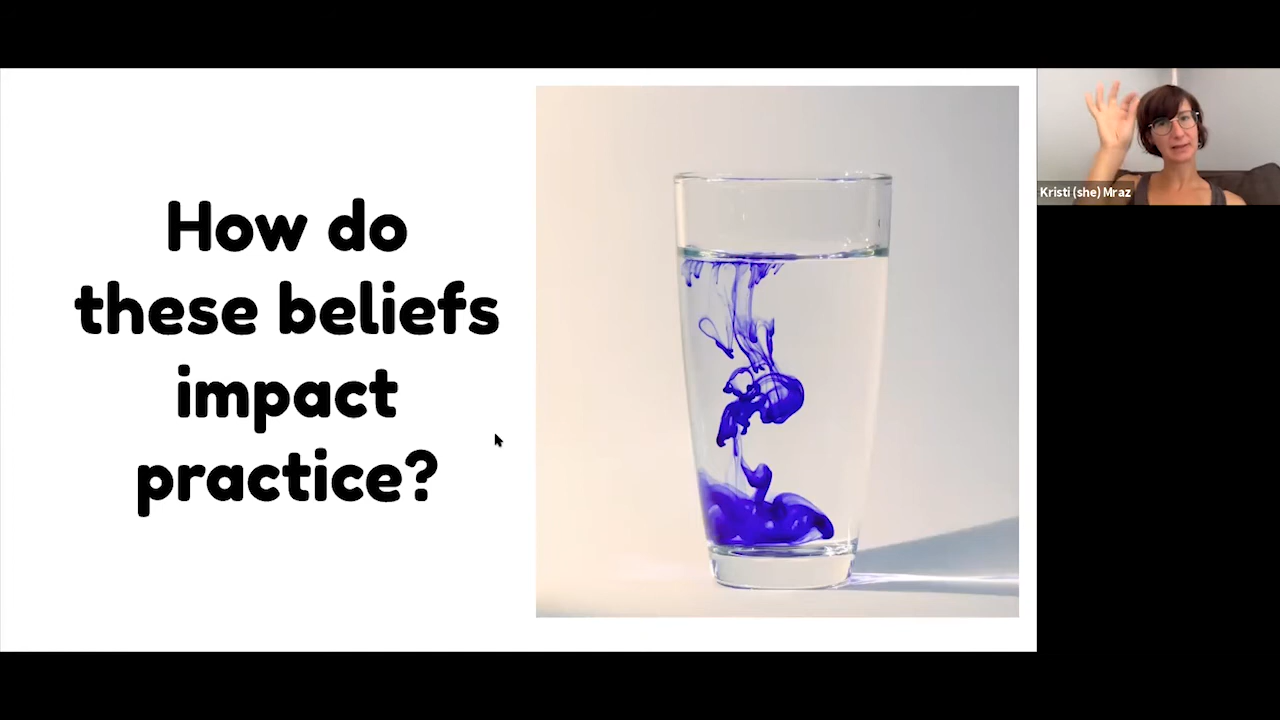 How do
these beliefs
impact
practice?
Kristi (she) Mraz